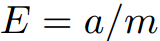 E = a/m